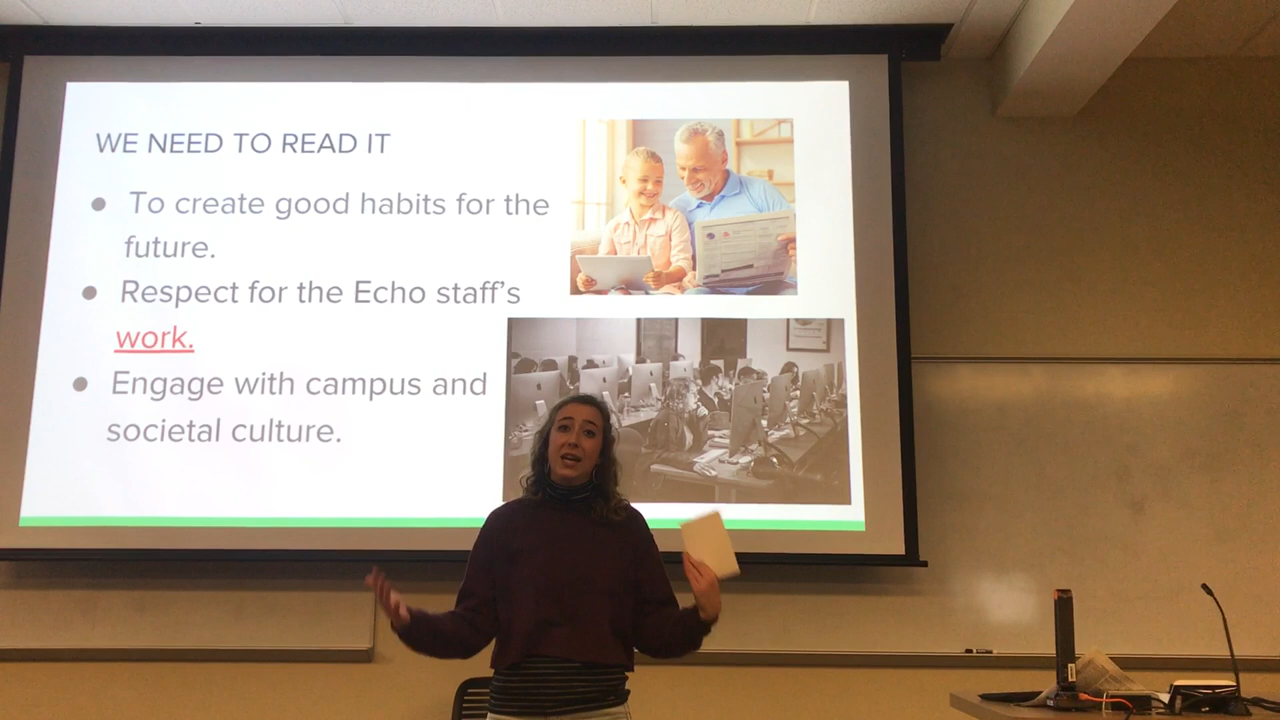 WE NEED TO READ IT
● To create good habits for the
future.
● Respect for the Echo staff's
work.
● Engage with campus and
societal culture.